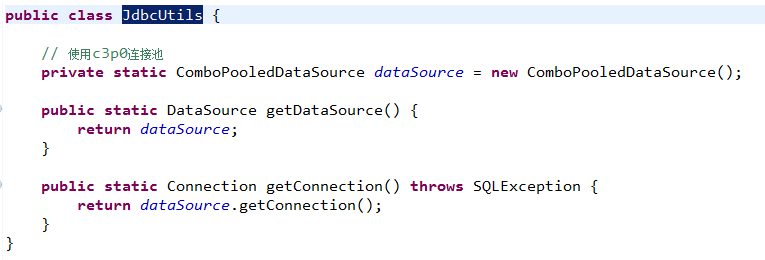 public class JdbcUtils {
// 使用c3p0连接池
private static ComboPooledDataSource dataSource = new ComboPooledDataSource();
public static DataSource getDataSource() {
return dataSource;
}
public static Connection getConnection() throws SQLException {
return dataSource.getConnection();
}
}